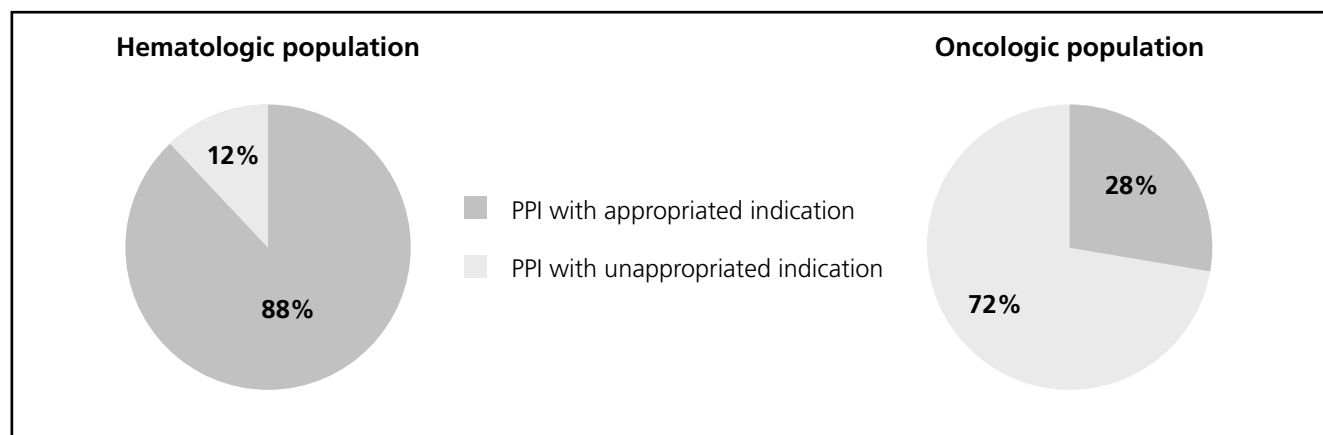 Hematologic population
12%
88%
PPI with appropriated indication
PPI with unappropriated indication
Oncologic population
28%
72%